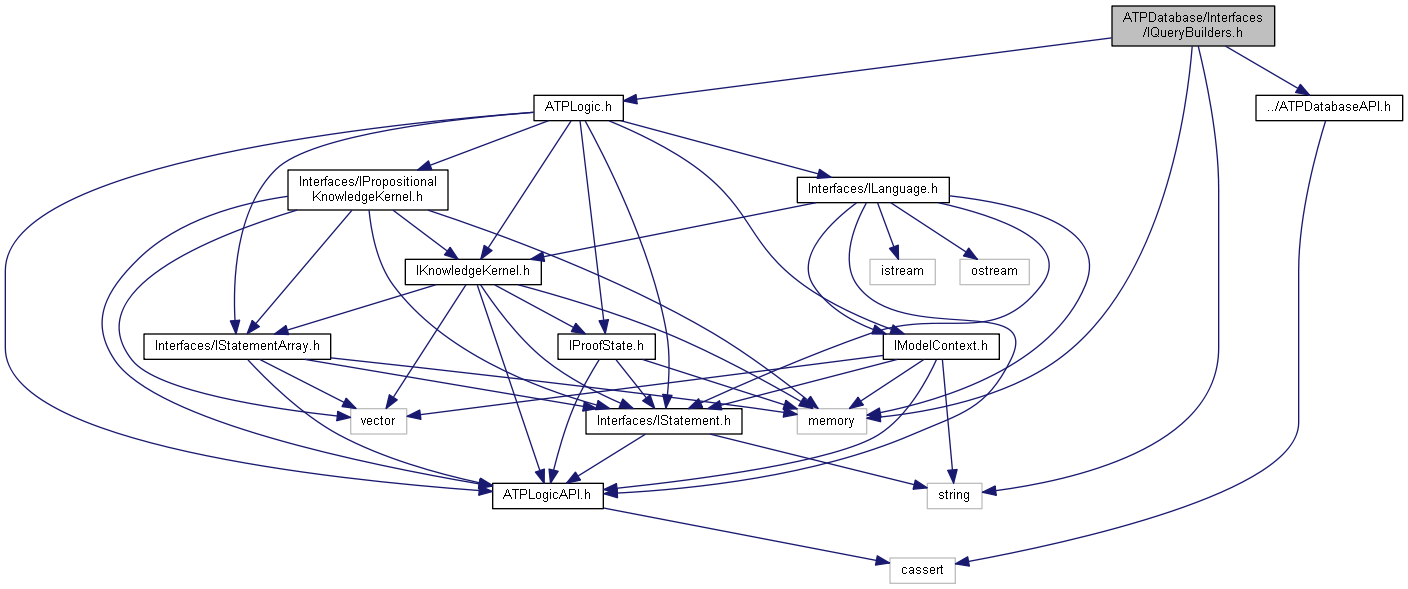 ATPDatabase/Interfaces
/IQueryBuilders.h
ATPLogic.h
../ATPDatabaseAPI.h
Interfaces/IPropositional
KnowledgeKernel.h
Interfaces/ILanguage.h
IKnowledgeKernel.h
istream
ostream
Interfaces/IStatementArray.h
IProofState.h
IModelContext.h
vector
Interfaces/IStatement.h
memory
ATPLogicAPI.h
string
cassert